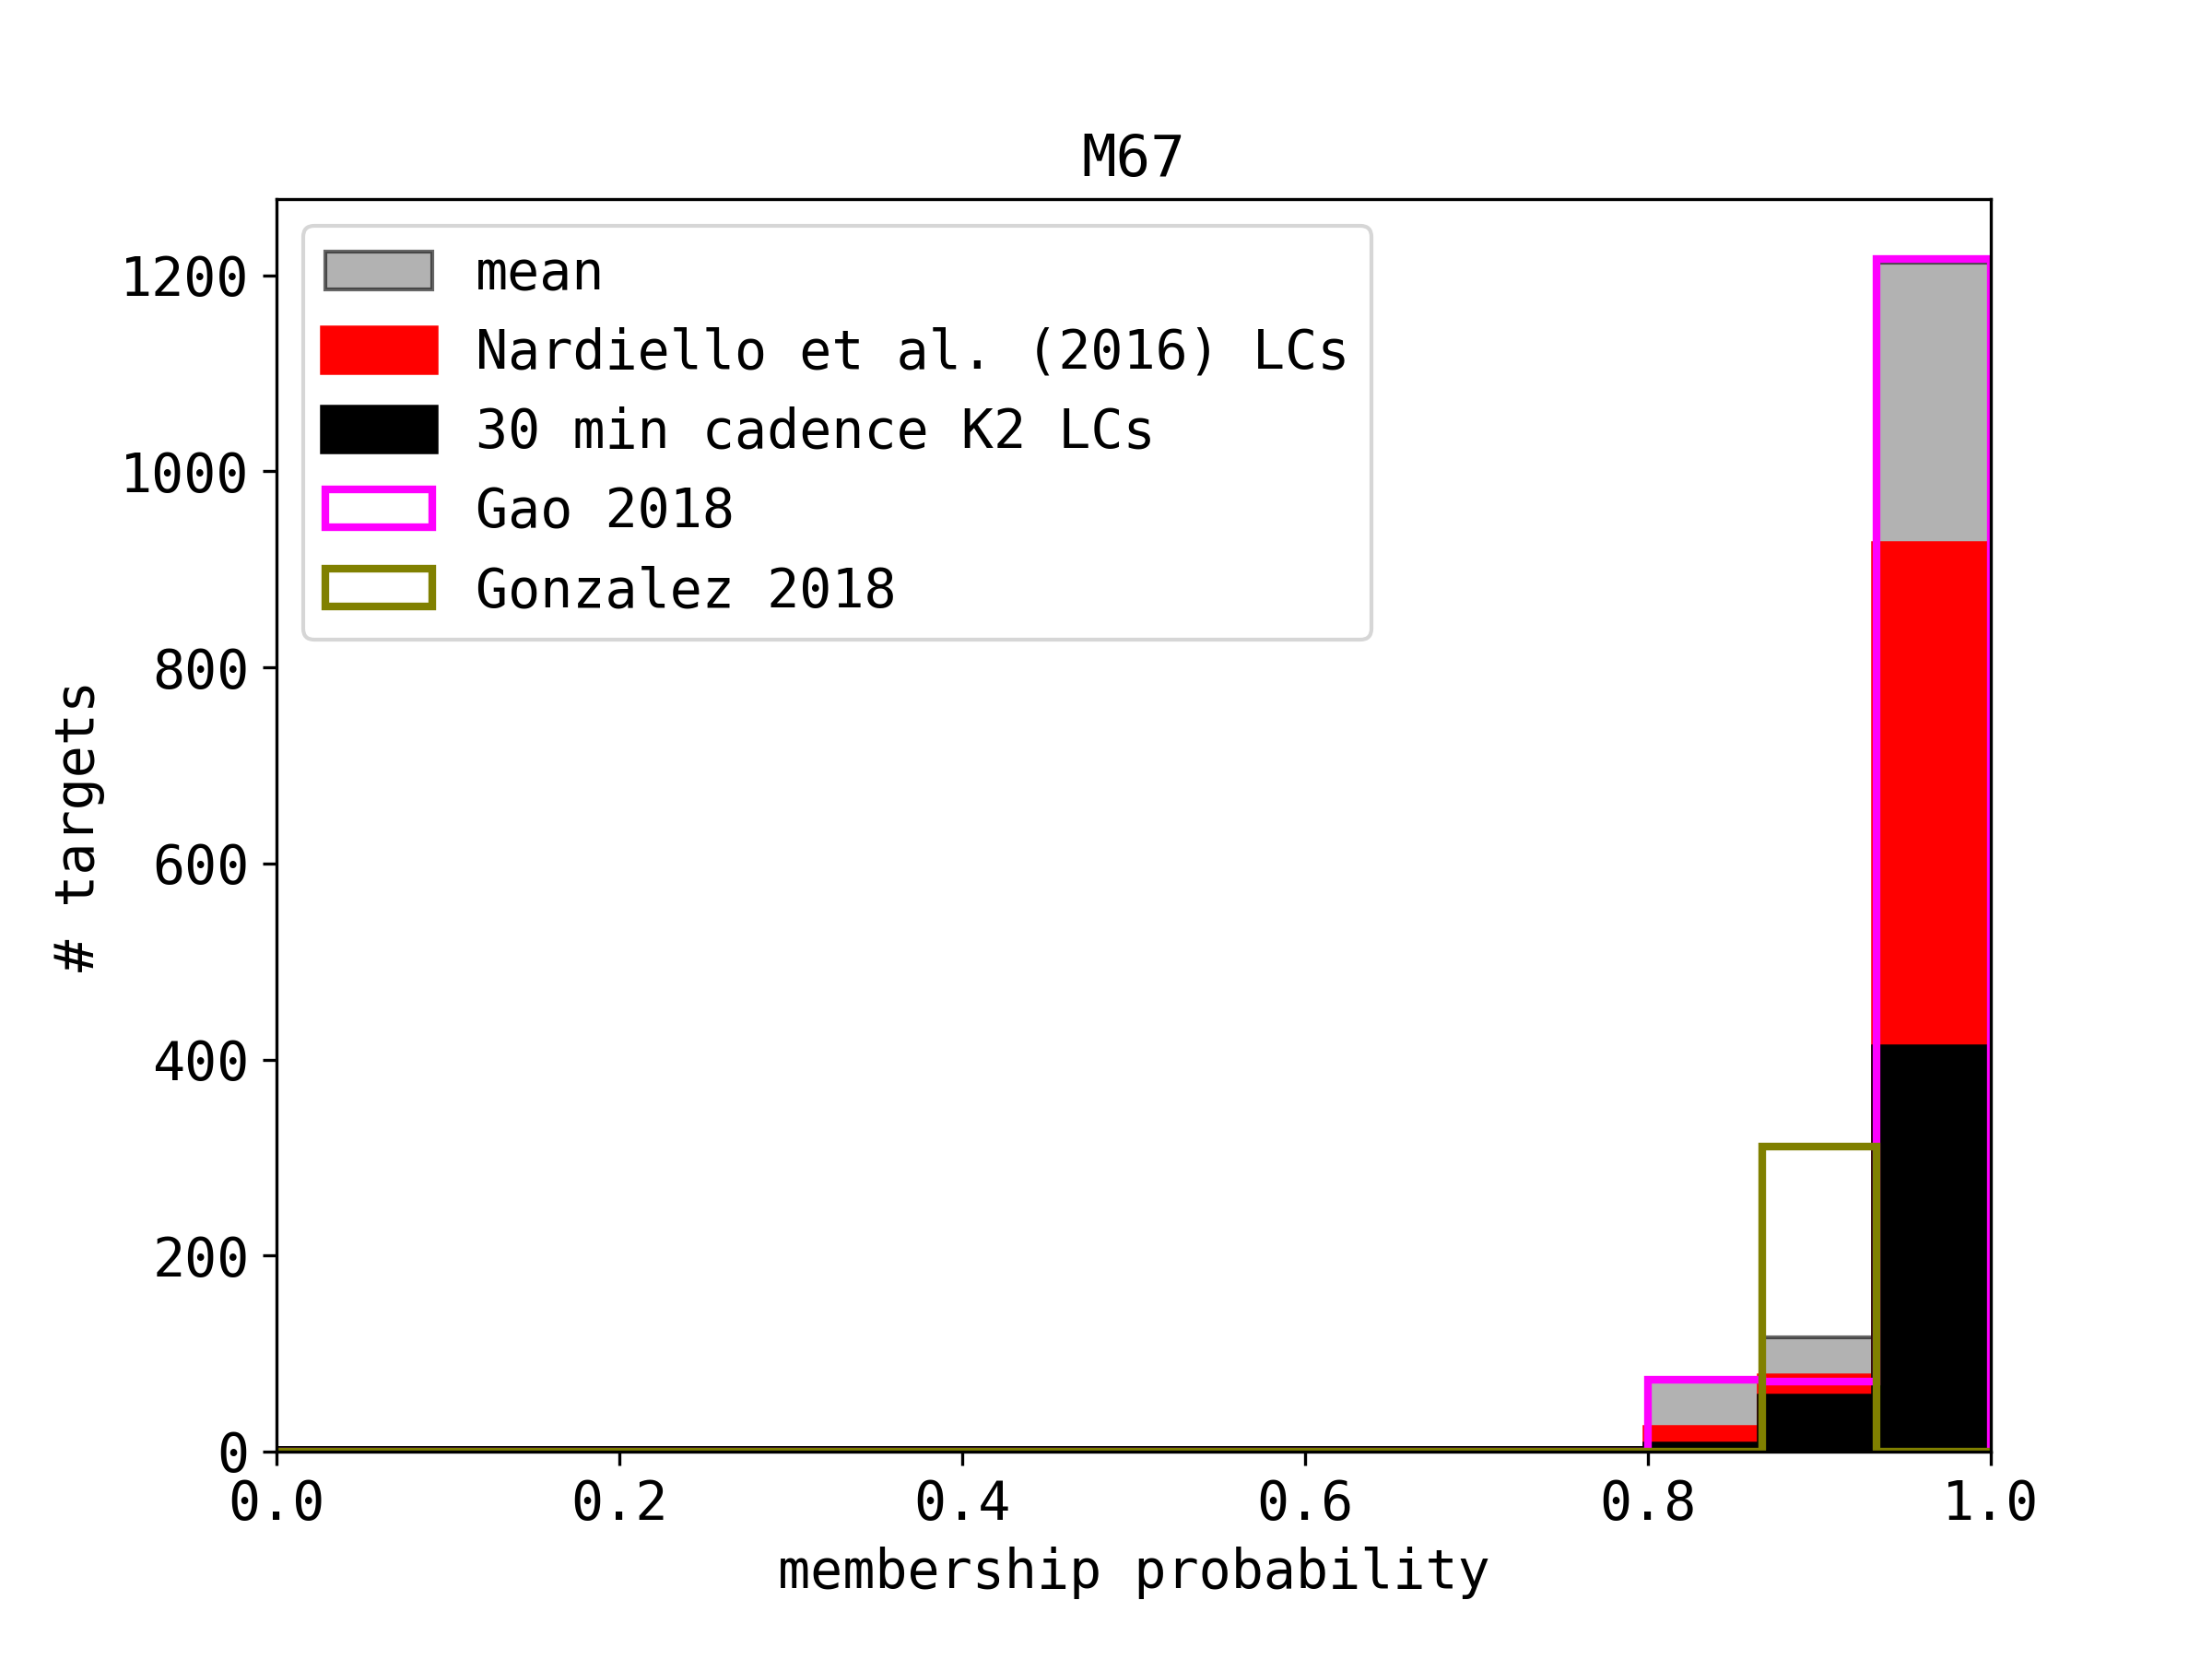 M67
mean
Nardiello et al. (2016) LCs
30 min cadence K2 LCs
Gao 2018
Gonzalez 2018
# targets
1200
1000
800
600
400
200
0
0.0 0.2 0.4 0.6 0.8 1.0
membership probability